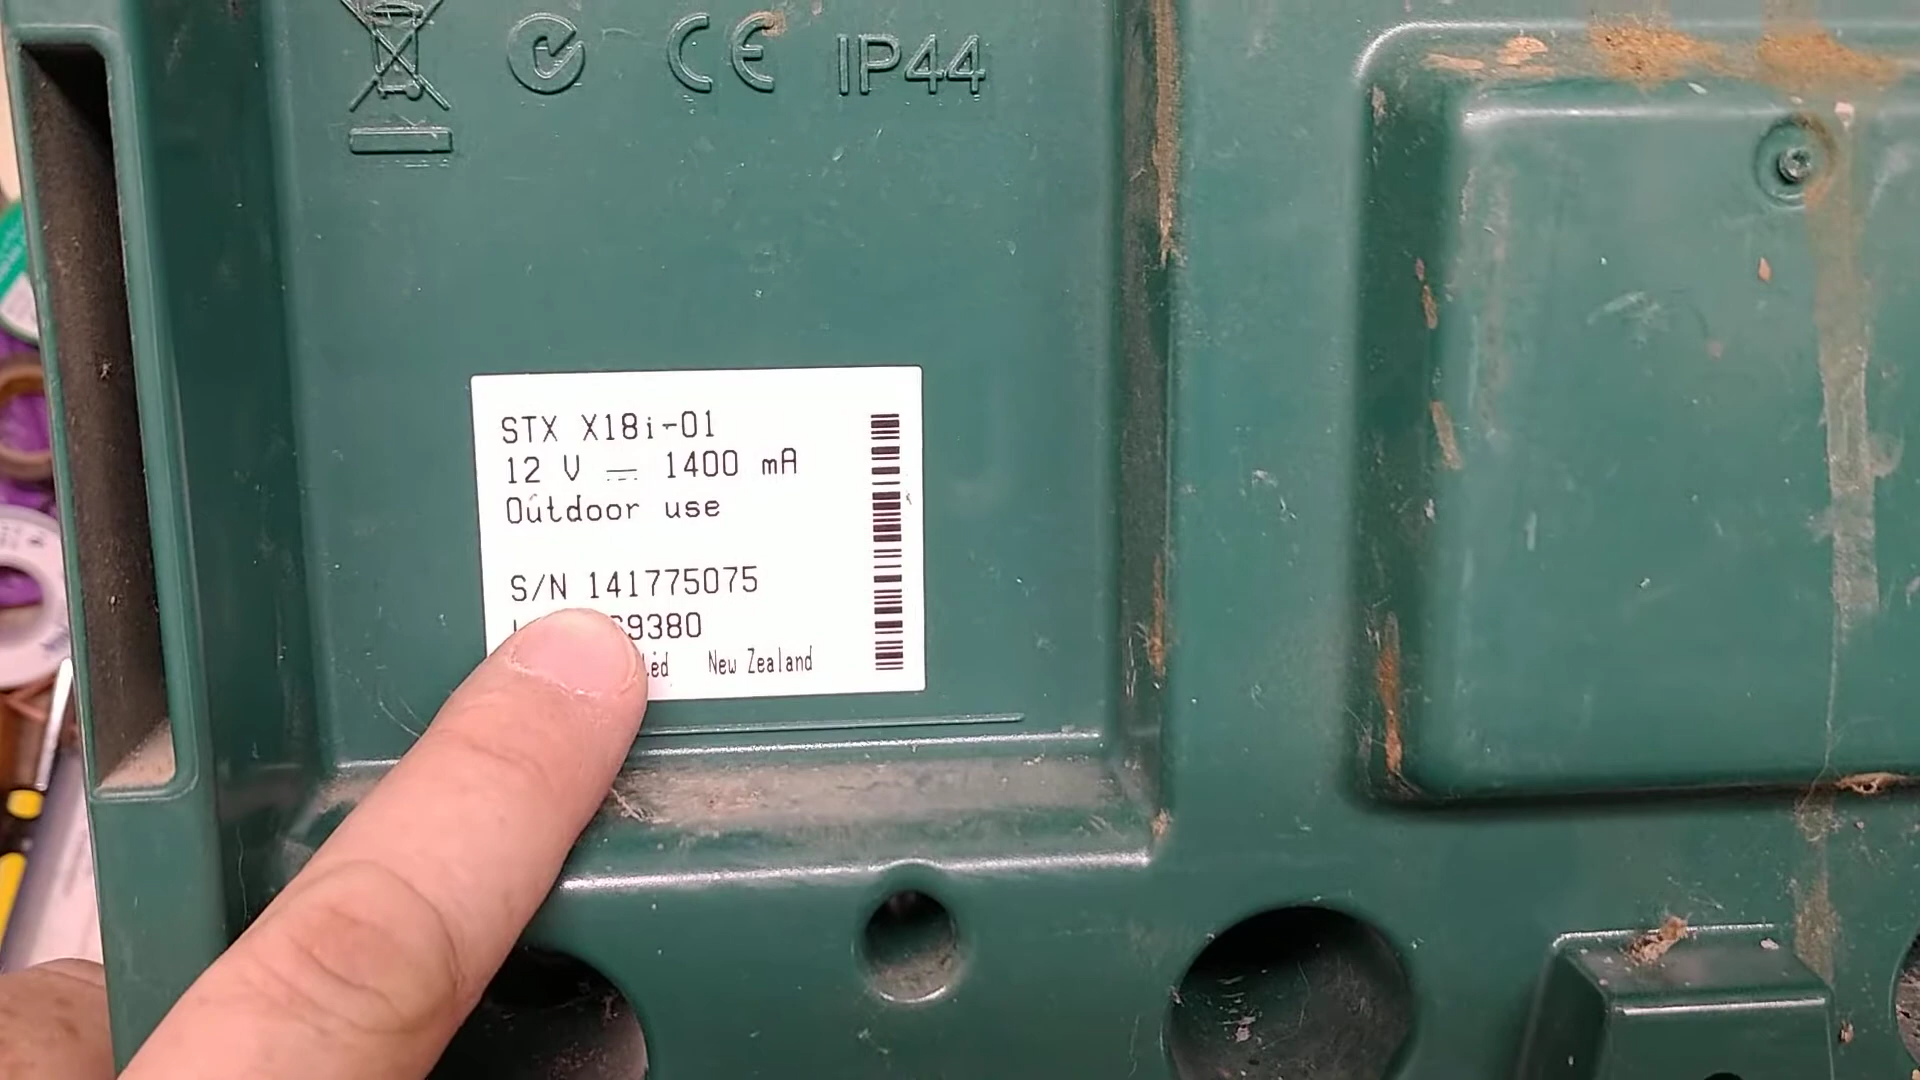 CE IP44
STX X18i-01
12 V ⎓ 1400 mA
Outdoor use
S/N 141775075
9380
New Zealand